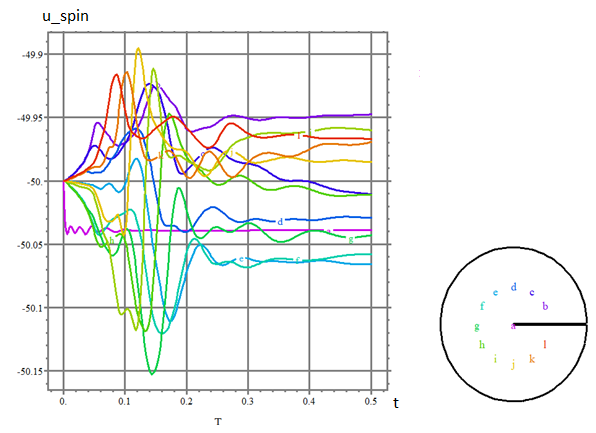 u_spin
-49.9
-49.95
l
-50.
d
g
-50.05
e
f
-50.1
-50.15
0.
0.1
0.2
0.3
0.4
0.5
t
T
e d c
f b
g a
h l
i j k